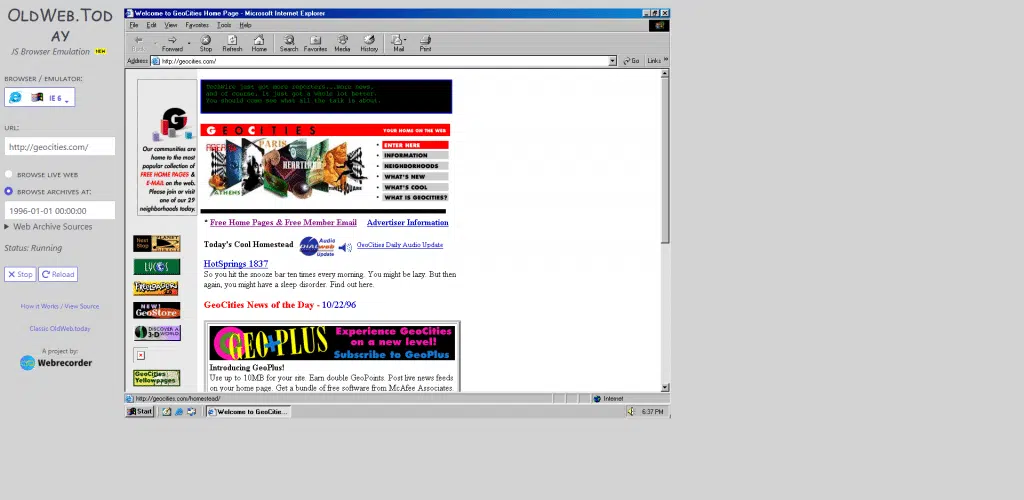 OLDWEB.TOD
AY
JS Browser Emulation NEW
BROWSER / EMULATOR:
IE 6
URL:
http://geocities.com/
BROWSE LIVE WEB
BROWSE ARCHIVES AT:
1996-01-01 00:00:00
Web Archive Sources
Status: Running
Stop Reload
How it Works / View Source
Classic OldWeb.today
A project by:
Webrecorder
Welcome to GeoCities Home Page - Microsoft Internet Explorer
File Edit View Favorites Tools Help
Forward Stop Refresh Home Search Favorites Media History Mail Print
Address http://geocities.com/ Go Links »
Our communities are
home to the most
popular collection of
FREE HOME PAGES &
E-MAIL on the web.
Please join or visit
one of our 29
neighborhoods today.
Next
Stop
LYCOS
NEW!
GeoStore
DISCOVER A
3-D
WORLD
GeoCities
Yellowpages
Techwire just got more reporters...more news,
and of course, it just got a whole lot better.
You should come see what all the talk is about.
GEOCITIES YOUR HOME ON THE WEB
PARIS
HEARTLAND
ATHENS
• ENTER HERE
• INFORMATION
• NEIGHBORHOODS
• WHAT'S NEW
• WHAT'S COOL
• WHAT IS GEOCITIES?
* Free Home Pages & Free Member Email Advertiser Information
Today's Cool Homestead Audio DIALweb Update GeoCities Daily Audio Update
HotSprings 1837
So you hit the snooze bar ten times every morning. You might be lazy. But then
again, you might have a sleep disorder. Find out here.
GeoCities News of the Day - 10/22/96
GEOPLUS Experience GeoCities
on a new level!
Subscribe to GeoPlus
Introducing GeoPlus!
Use up to 10MB for your site. Earn double GeoPoints. Post live news feeds
on your home page. Get a bundle of free software from McAfee Associates.
http://geocities.com/homestead/ Internet
Start Welcome to GeoCitie... 6:37 PM